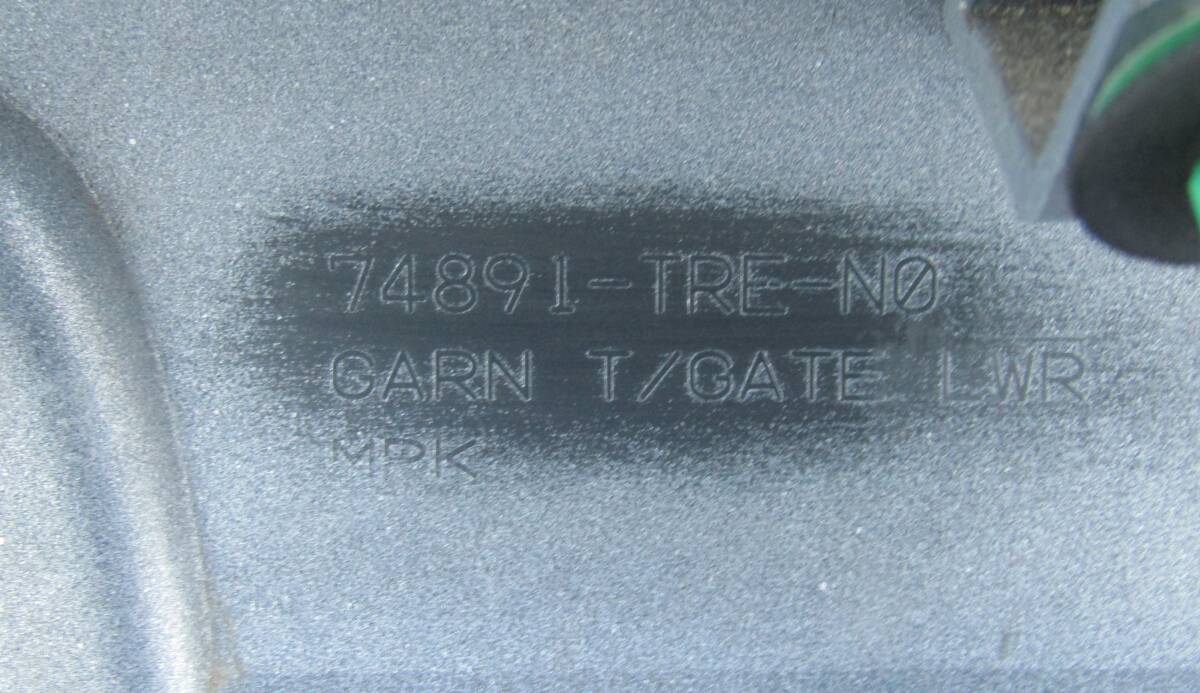 74891-TRE-N0
GARN T/GATE LWR
MPK